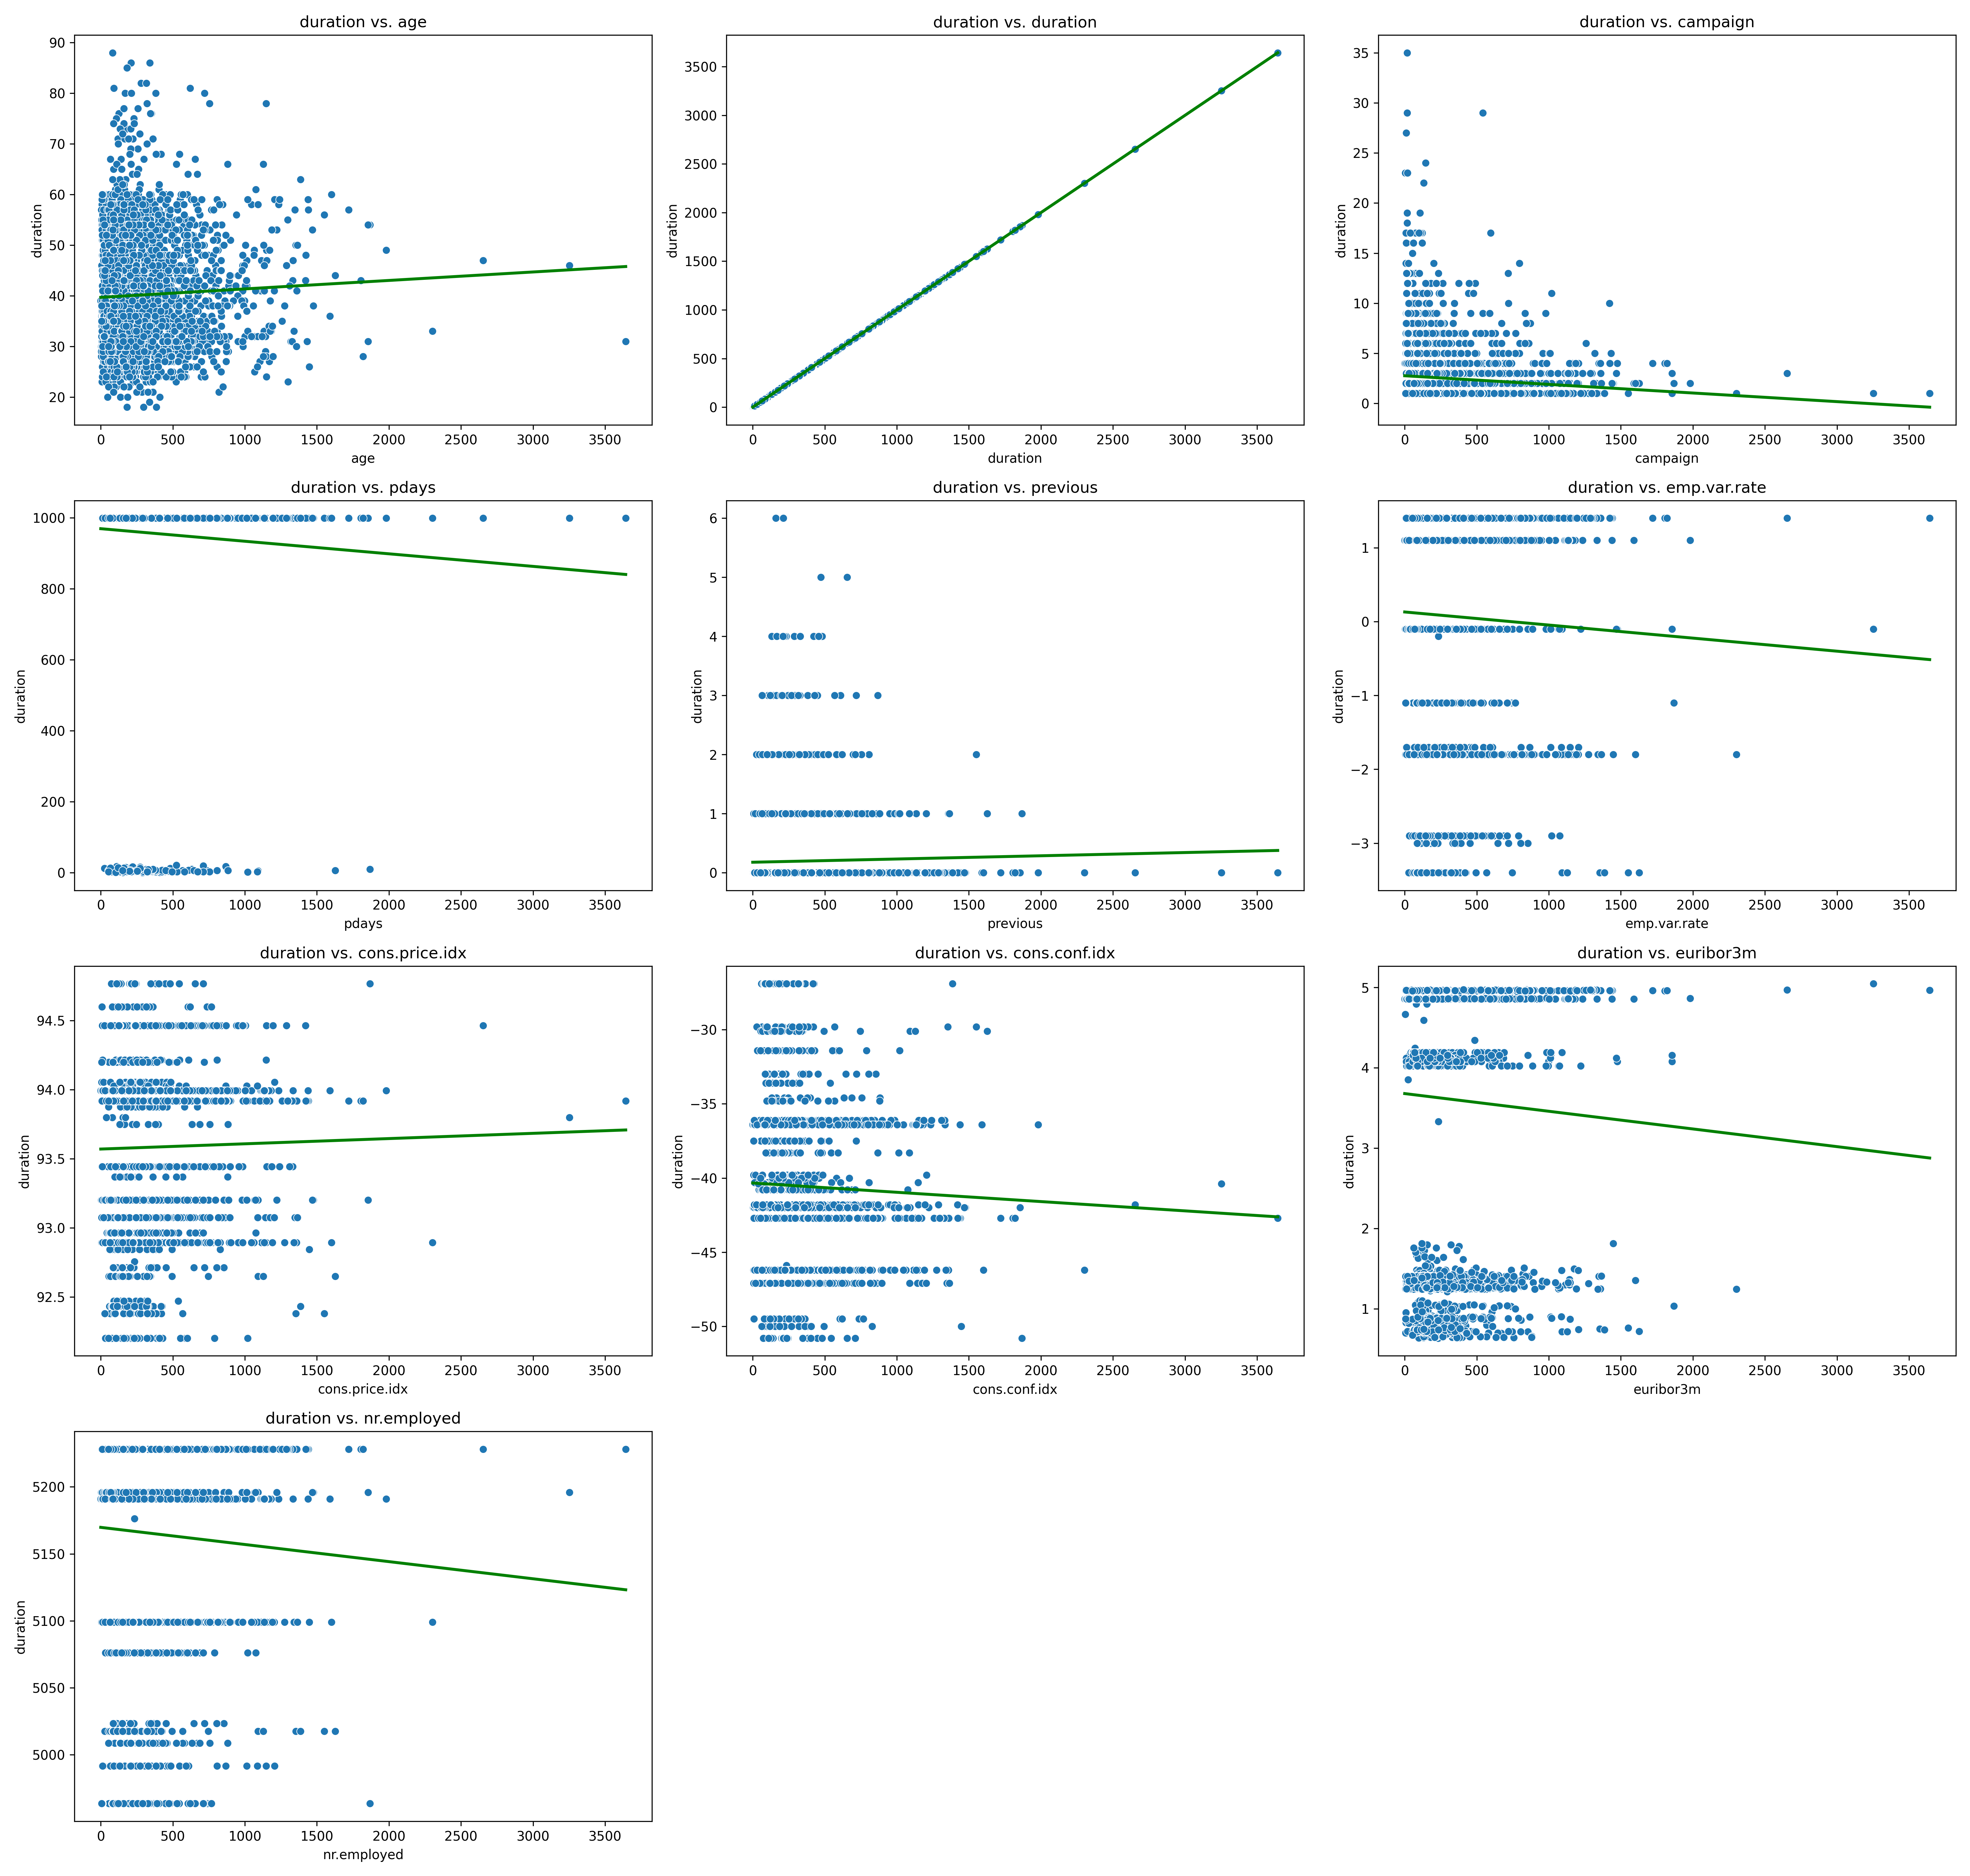 duration vs. age
90
80
70
60
50
40
30
20
duration
0 500 1000 1500 2000 2500 3000 3500
age
duration vs. duration
3500
3000
2500
2000
1500
1000
500
0
duration
0 500 1000 1500 2000 2500 3000 3500
duration
duration vs. campaign
35
30
25
20
15
10
5
0
duration
0 500 1000 1500 2000 2500 3000 3500
campaign
duration vs. pdays
1000
800
600
400
200
0
duration
0 500 1000 1500 2000 2500 3000 3500
pdays
duration vs. previous
6
5
4
3
2
1
0
duration
0 500 1000 1500 2000 2500 3000 3500
previous
duration vs. emp.var.rate
1
0
−1
−2
−3
duration
0 500 1000 1500 2000 2500 3000 3500
emp.var.rate
duration vs. cons.price.idx
94.5
94.0
93.5
93.0
92.5
duration
0 500 1000 1500 2000 2500 3000 3500
cons.price.idx
duration vs. cons.conf.idx
−30
−35
−40
−45
−50
duration
0 500 1000 1500 2000 2500 3000 3500
cons.conf.idx
duration vs. euribor3m
5
4
3
2
1
duration
0 500 1000 1500 2000 2500 3000 3500
euribor3m
duration vs. nr.employed
5200
5150
5100
5050
5000
duration
0 500 1000 1500 2000 2500 3000 3500
nr.employed